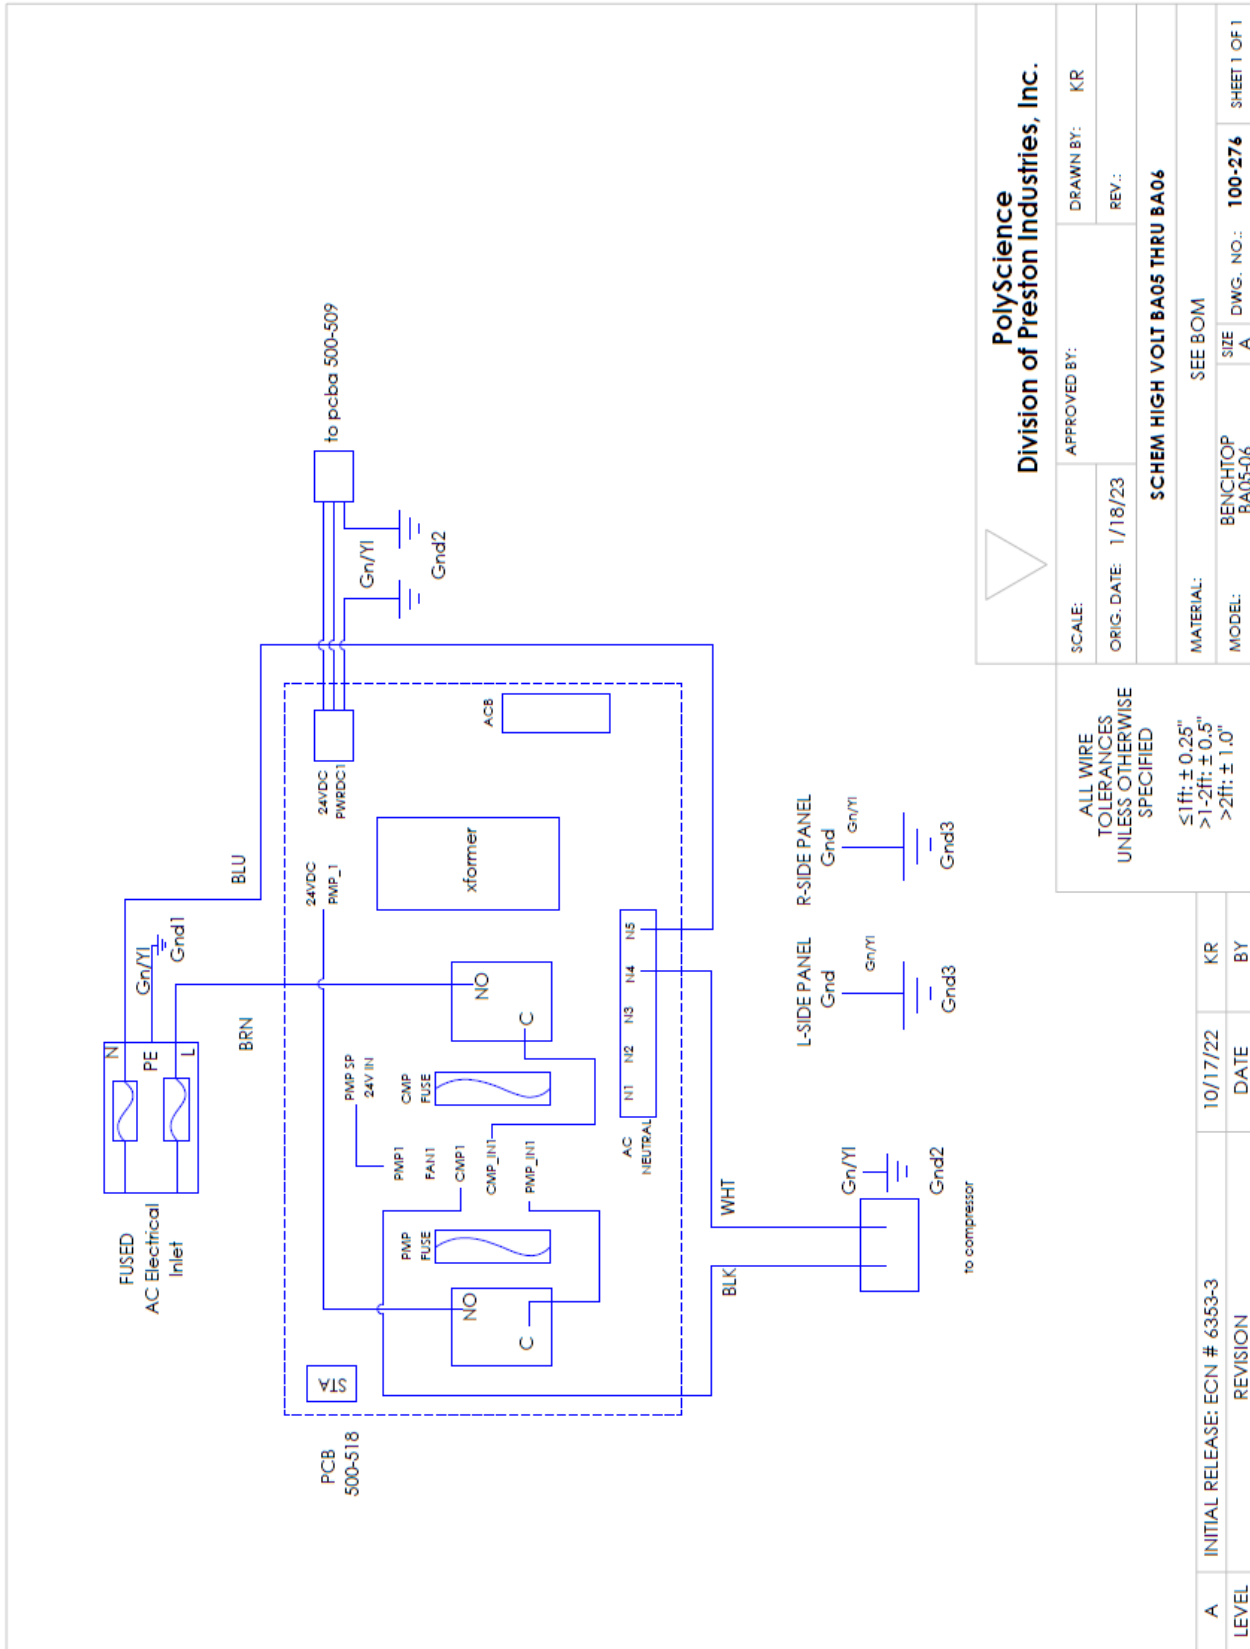 FUSED
AC Electrical
Inlet
N
PE
L
Gn/Yl
Gnd1
BRN
BLU
PCB
500-518
STA
24VDC
PMP_1
24VDC
PWRDC1
to pcba 500-509
Gn/Yl
Gnd2
PMP SP
24V IN
PMP1
FAN1
CMP1
CMP_IN1
PMP_IN1
PMP
FUSE
CMP
FUSE
NO
C
NO
C
xformer
ACB
AC
NEUTRAL
N1
N2
N3
N4
N5
BLK
WHT
Gn/Yl
Gnd2
to compressor
L-SIDE PANEL
Gnd
Gn/Yl
Gnd3
R-SIDE PANEL
Gnd
Gn/Yl
Gnd3
ALL WIRE
TOLERANCES
UNLESS OTHERWISE
SPECIFIED
≤1ft: ± 0.25"
>1-2ft: ± 0.5"
>2ft: ± 1.0"
PolyScience
Division of Preston Industries, Inc.
SCALE:
APPROVED BY:
DRAWN BY: KR
ORIG. DATE: 1/18/23
REV.:
SCHEM HIGH VOLT BA05 THRU BA06
MATERIAL: SEE BOM
MODEL: BENCHTOP
BA05-06
SIZE
A
DWG. NO.: 100-276
SHEET 1 OF 1
A INITIAL RELEASE: ECN # 6353-3 10/17/22 KR
LEVEL REVISION DATE BY